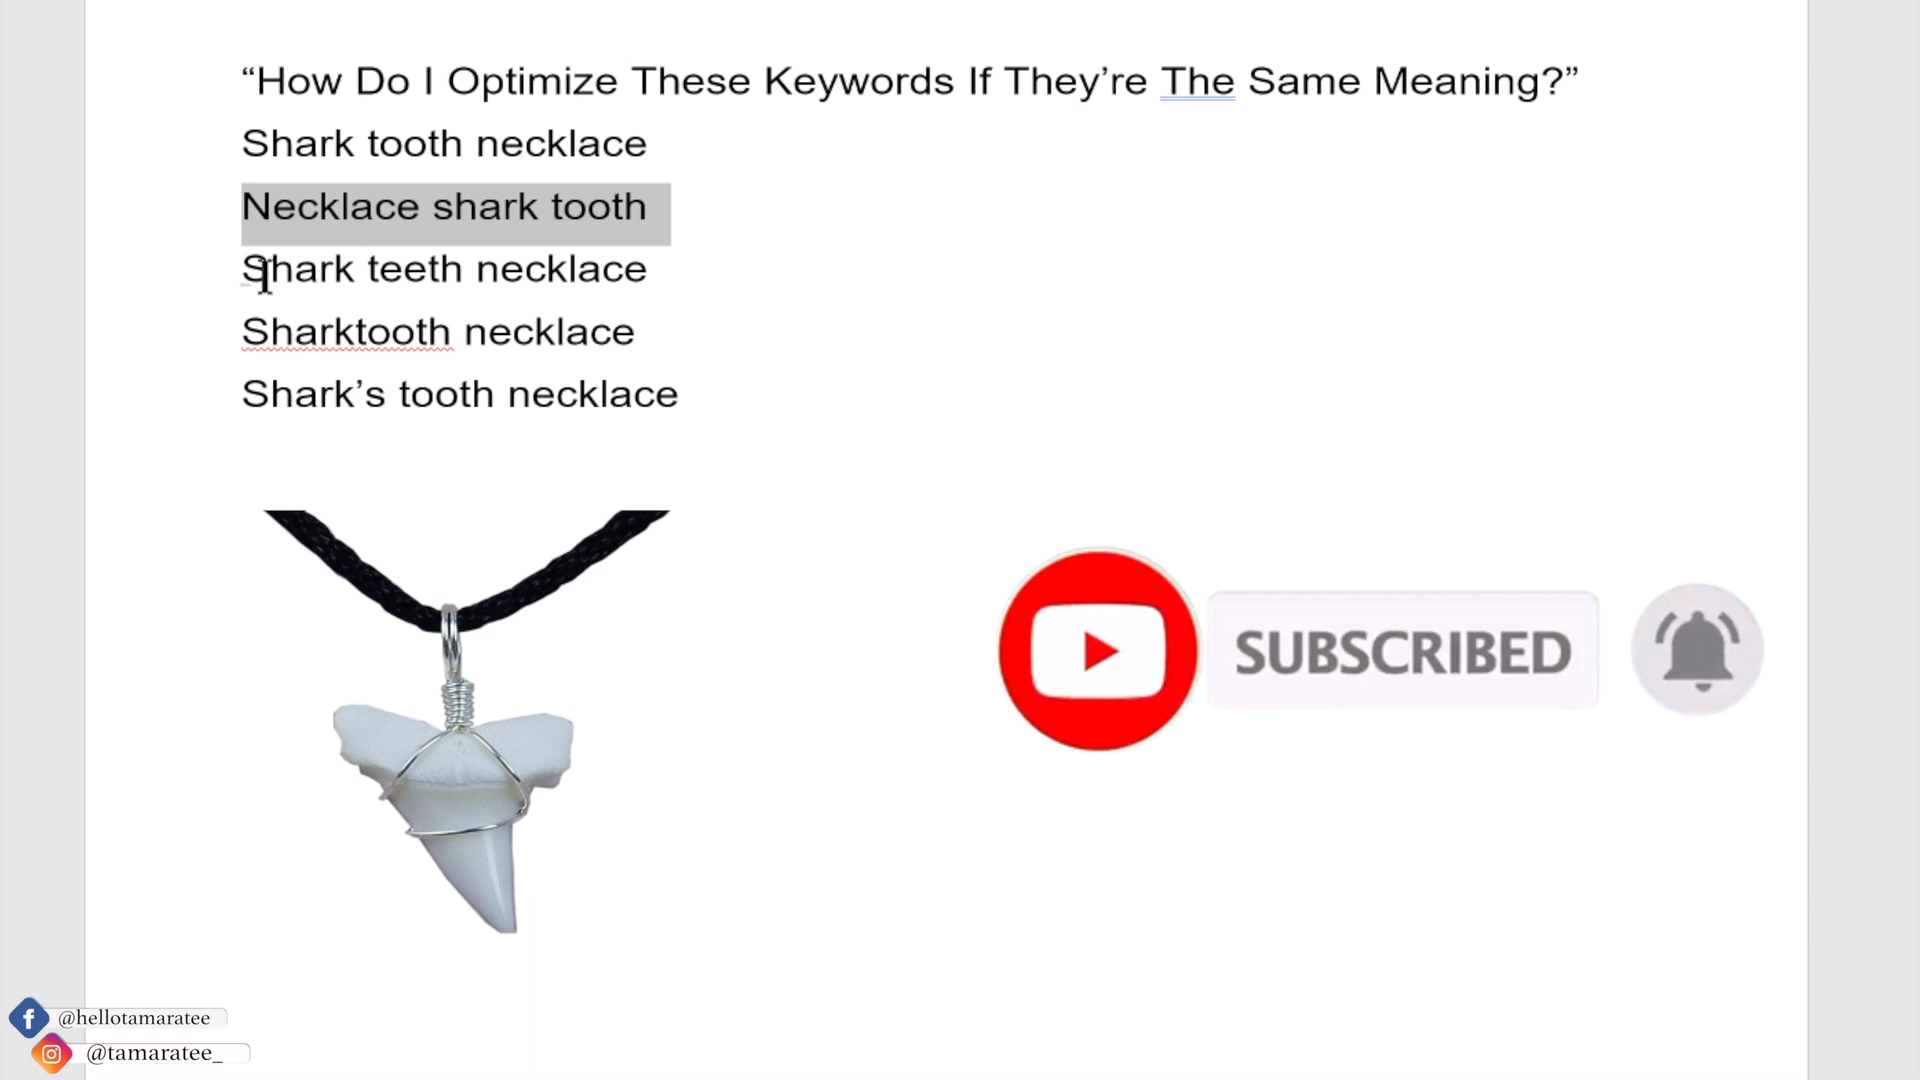 “How Do I Optimize These Keywords If They’re The Same Meaning?”
Shark tooth necklace
Necklace shark tooth
Shark teeth necklace
Sharktooth necklace
Shark’s tooth necklace
SUBSCRIBED
@hellotamaratee
@tamaratee_